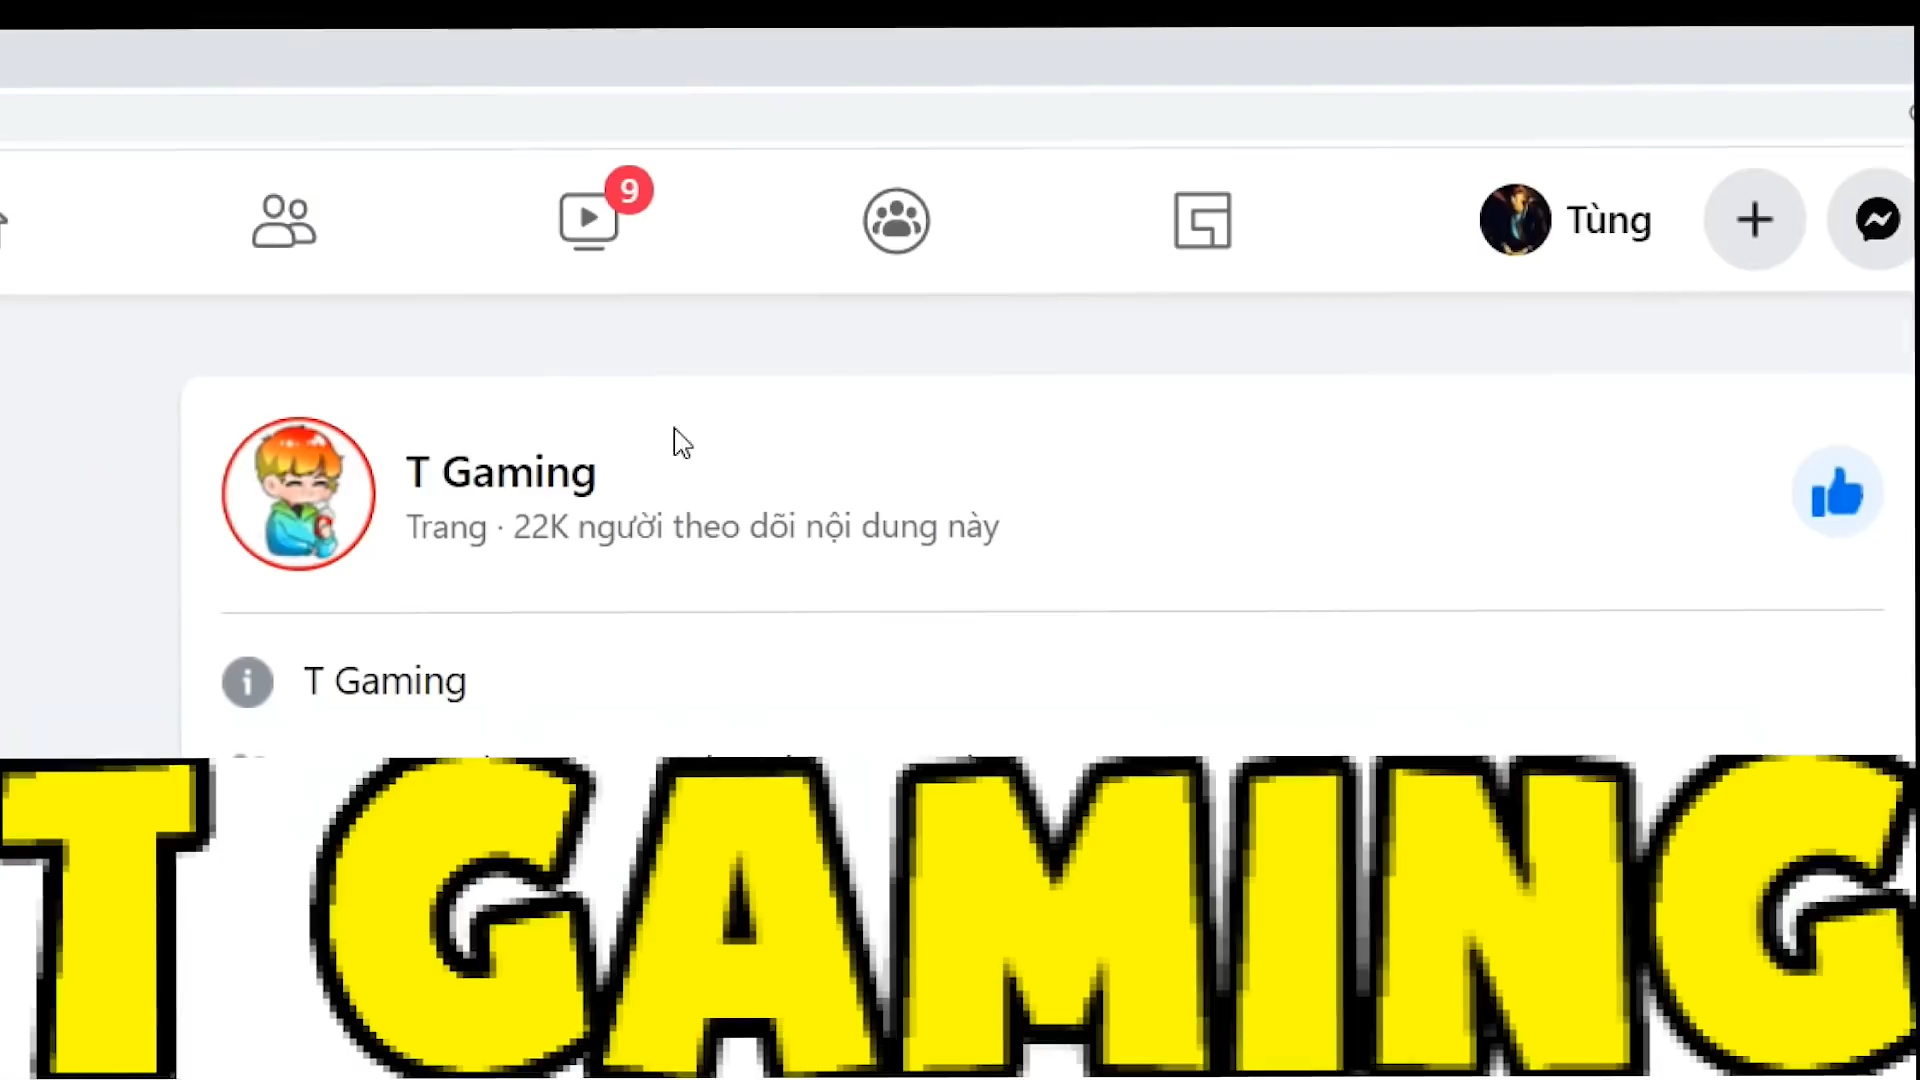 9
Tùng
T Gaming
Trang · 22K người theo dõi nội dung này
T Gaming
T GAMING